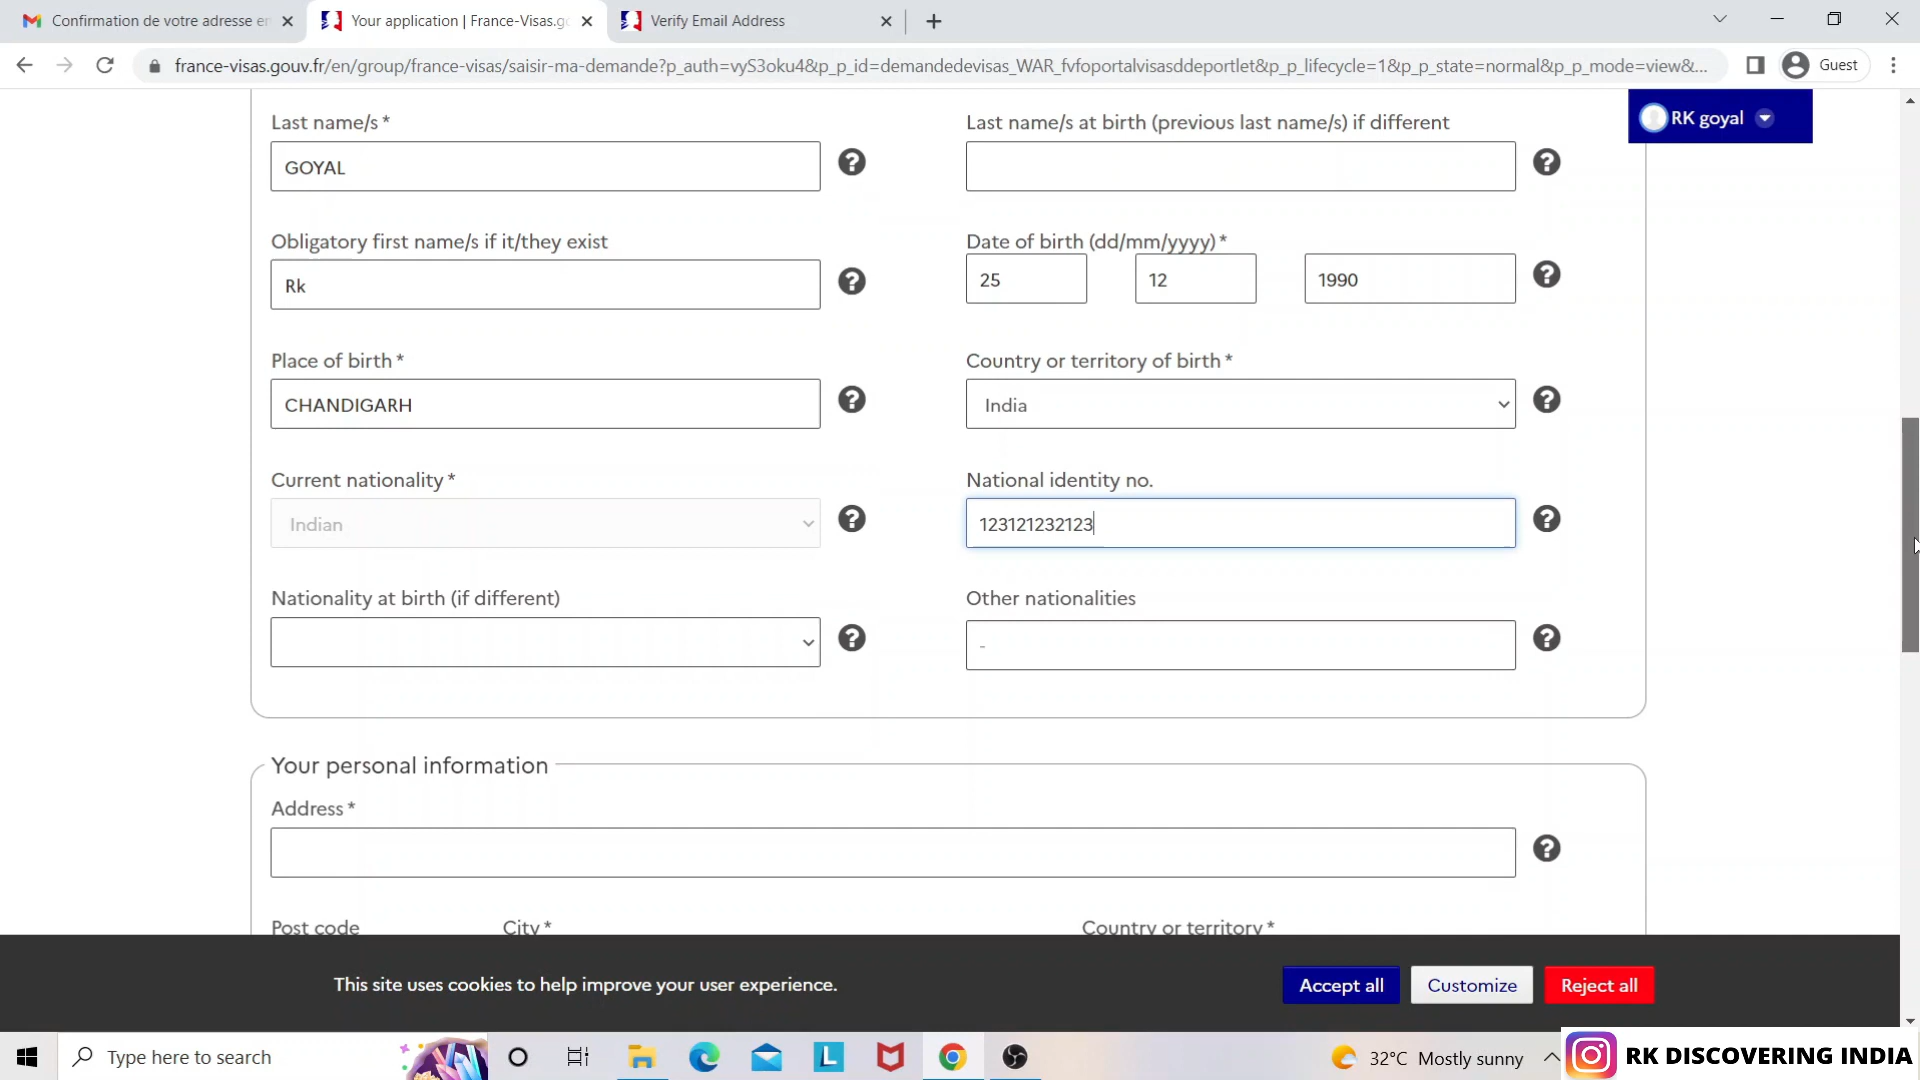 Confirmation de votre adresse en
Your application | France-Visas.go
Verify Email Address
france-visas.gouv.fr/en/group/france-visas/saisir-ma-demande?p_auth=vyS3oku4&p_p_id=demandedevisas_WAR_fvfoportalvisasddeportlet&p_p_lifecycle=1&p_p_state=normal&p_p_mode=view&...
Guest
RK goyal
Last name/s *
Last name/s at birth (previous last name/s) if different
GOYAL
Obligatory first name/s if it/they exist
Date of birth (dd/mm/yyyy) *
Rk
25
12
1990
Place of birth *
Country or territory of birth *
CHANDIGARH
India
Current nationality *
National identity no.
Indian
123121232123
Nationality at birth (if different)
Other nationalities
-
Your personal information
Address *
Post code
City *
Country or territory *
This site uses cookies to help improve your user experience.
Accept all
Customize
Reject all
Type here to search
L
32°C Mostly sunny
RK DISCOVERING INDIA